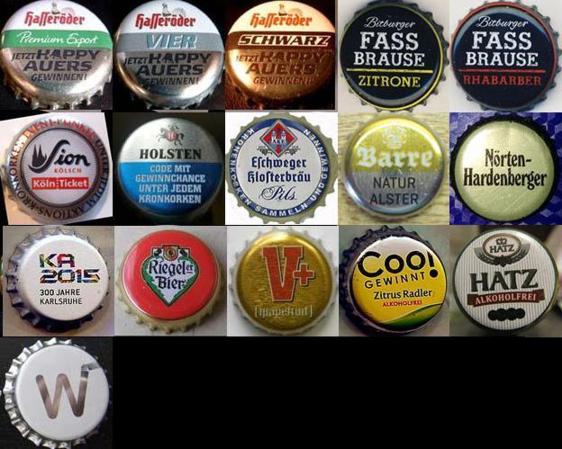 Hasseröder
Premium Export
JETZT HAPPY
AUERS
GEWINNEN!
Hasseröder
VIER
JETZT HAPPY
AUERS
GEWINNEN!
Hasseröder
SCHWARZ
JETZT HAPPY
AUERS
GEWINNEN!
Bitburger
FASS
BRAUSE
ZITRONE
Bitburger
FASS
BRAUSE
RHABARBER
Sion
KÖLSCH
Köln:Ticket
HOLSTEN
CODE MIT
GEWINNCHANCE
UNTER JEDEM
KRONKORKEN
KRONENKORKEN SAMMELN UND GEWINNEN
Eschweger
Klosterbräu
Pils
Barre
NATUR
ALSTER
Nörten-
Hardenberger
KA
2015
300 JAHRE
KARLSRUHE
Riegeler
Bier
V+
[grapefruit]
Cool
GEWINNT
Zitrus Radler
ALKOHOLFREI
HATZ
HATZ
ALKOHOLFREI
W